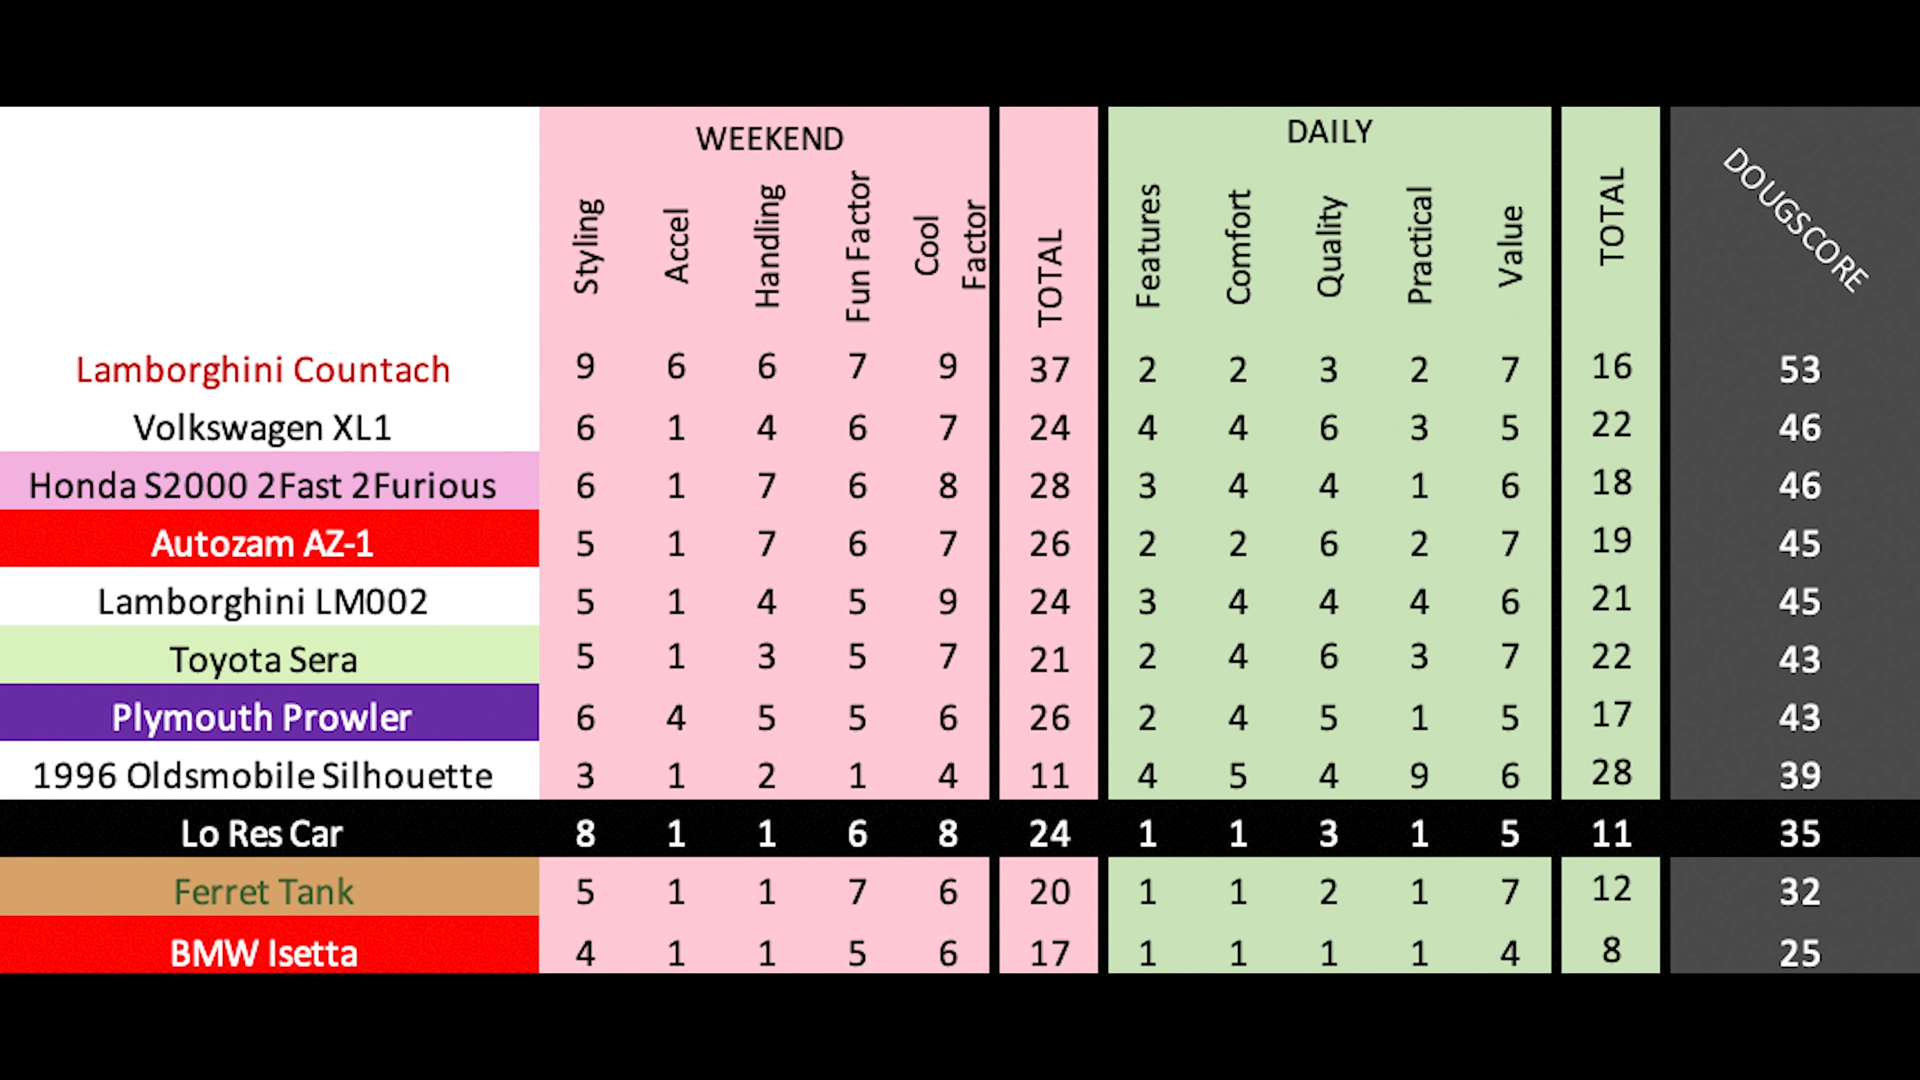 WEEKEND DAILY
Styling Accel Handling Fun Factor Cool Factor TOTAL Features Comfort Quality Practical Value TOTAL DOUGSCORE
Lamborghini Countach 9 6 6 7 9 37 2 2 3 2 7 16 53
Volkswagen XL1 6 1 4 6 7 24 4 4 6 3 5 22 46
Honda S2000 2Fast 2Furious 6 1 7 6 8 28 3 4 4 1 6 18 46
Autozam AZ-1 5 1 7 6 7 26 2 2 6 2 7 19 45
Lamborghini LM002 5 1 4 5 9 24 3 4 4 4 6 21 45
Toyota Sera 5 1 3 5 7 21 2 4 6 3 7 22 43
Plymouth Prowler 6 4 5 5 6 26 2 4 5 1 5 17 43
1996 Oldsmobile Silhouette 3 1 2 1 4 11 4 5 4 9 6 28 39
Lo Res Car 8 1 1 6 8 24 1 1 3 1 5 11 35
Ferret Tank 5 1 1 7 6 20 1 1 2 1 7 12 32
BMW Isetta 4 1 1 5 6 17 1 1 1 1 4 8 25